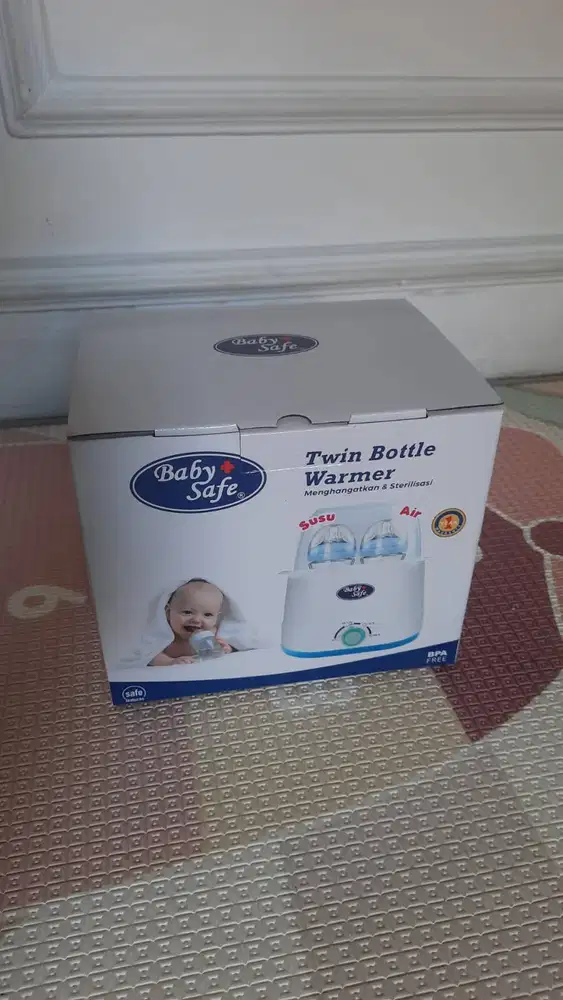 Baby Safe
Baby
Safe®
Twin Bottle
Warmer
Menghangatkan & Sterilisasi
Susu
Air
Baby Safe
BPA
FREE
safe